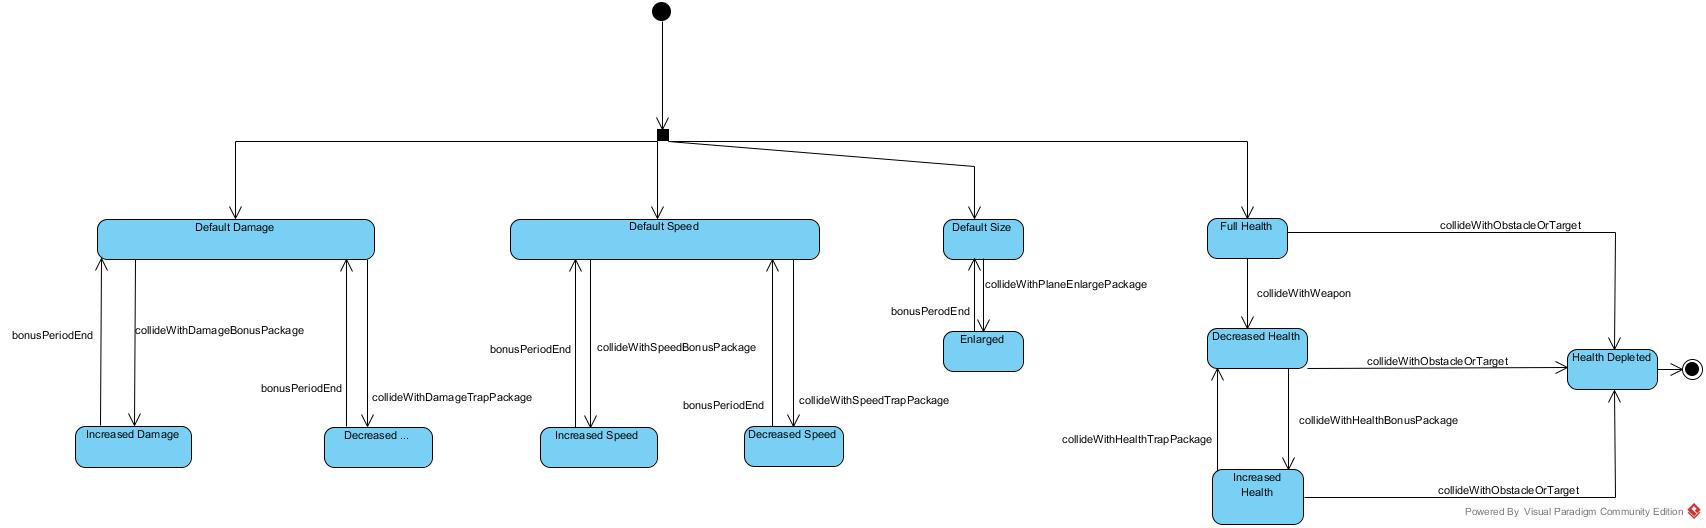 Default Damage
Default Speed
Default Size
Full Health
collideWithObstacleOrTarget
collideWithPlaneEnlargePackage
collideWithWeapon
bonusPerodEnd
bonusPeriodEnd
collideWithDamageBonusPackage
Enlarged
Decreased Health
bonusPeriodEnd
collideWithSpeedBonusPackage
Health Depleted
collideWithObstacleOrTarget
bonusPeriodEnd
collideWithDamageTrapPackage
bonusPeriodEnd
collideWithSpeedTrapPackage
collideWithHealthBonusPackage
collideWithHealthTrapPackage
Increased Damage
Decreased ...
Increased Speed
Decreased Speed
Increased
Health
collideWithObstacleOrTarget
Powered By Visual Paradigm Community Edition